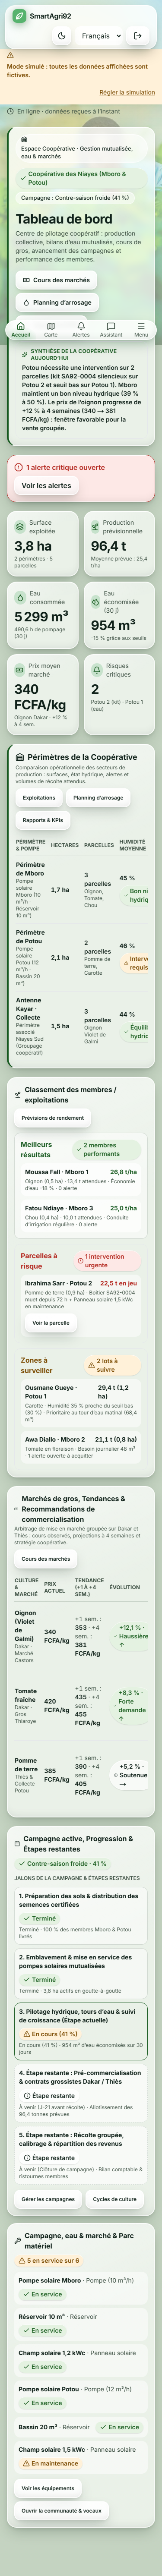 SmartAgri92
Français
Mode simulé : toutes les données affichées sont
fictives.
Régler la simulation
En ligne · données reçues à l'instant
Espace Coopérative · Gestion mutualisée,
eau & marchés
Coopérative des Niayes (Mboro &
Potou)
Campagne : Contre-saison froide (41 %)
Tableau de bord
Centre de pilotage coopératif : production
collective, eau, blocs mutualisés, cours de
gros, avancement des campagnes et
performance des membres.
Cours des marchés
Planning d'arrosage
Accueil
Carte
Alertes
Assistant
Menu
SYNTHÈSE DE LA COOPÉRATIVE
AUJOURD'HUI
Potou nécessite une intervention sur 2
parcelles (kit SA92-0004 silencieux sur
Potou 2 et seuil bas sur Potou 1). Mboro
maintient un bon niveau hydrique (49 %
à 50 %). Le prix de l'oignon progresse de
+12 % à 4 semaines (340 → 381
FCFA/kg) : fenêtre favorable pour la
vente groupée.
1 alerte critique ouverte
Voir les alertes
Surface
exploitée
3,8 ha
2 périmètres · 5
parcelles
Production
prévisionnelle
96,4 t
Moyenne prévue : 25,4
t/ha
Eau
consommée
5 299 m³
490,6 h de pompage
(30 j)
Eau
économisée
(30 j)
954 m³
-15 % grâce aux seuils
Prix moyen
marché
340
FCFA/kg
Oignon Dakar · +12 %
à 4 sem.
Risques
critiques
2
Potou 2 (kit) · Potou 1
(eau)
Périmètres de la Coopérative
Comparaison opérationnelle des secteurs de
production : surfaces, état hydrique, alertes et
volumes de récolte attendus.
Exploitations
Planning d'arrosage
Rapports & KPIs
PÉRIMÈTRE
& POMPE
HECTARES
PARCELLES
HUMIDITÉ
MOYENNE
Périmètre
de Mboro
Pompe
solaire
Mboro (10
m³/h) ·
Réservoir
10 m³)
1,7 ha
3
parcelles
Oignon,
Tomate,
Chou
45 %
Bon ni
hydriq
Périmètre
de Potou
Pompe
solaire
Potou (12
m³/h) ·
Bassin 20
m³)
2,1 ha
2
parcelles
Pomme de
terre,
Carotte
46 %
Interve
requis
Antenne
Kayar ·
Collecte
Périmètre
associé
Niayes Sud
(Groupage
coopératif)
1,5 ha
3
parcelles
Oignon
Violet de
Galmi
44 %
Équilib
hydriq
Classement des membres /
exploitations
Prévisions de rendement
Meilleurs
résultats
2 membres
performants
Moussa Fall · Mboro 1
26,8 t/ha
Oignon (0,5 ha) · 13,4 t attendues · Économie
d'eau -18 % · 0 alerte
Fatou Ndiaye · Mboro 3
25,0 t/ha
Chou (0,4 ha) · 10,0 t attendues · Conduite
d'irrigation régulière · 0 alerte
Parcelles à
risque
1 intervention
urgente
Ibrahima Sarr · Potou 2
22,5 t en jeu
Pomme de terre (0,9 ha) · Boîtier SA92-0004
muet depuis 72 h + Panneau solaire 1,5 kWc
en maintenance
Voir la parcelle
Zones à
surveiller
2 lots à
suivre
Ousmane Gueye ·
Potou 1
29,4 t (1,2
ha)
Carotte · Humidité 35 % proche du seuil bas
(30 %) · Prioritaire au tour d'eau matinal (88,4
m³)
Awa Diallo · Mboro 2
21,1 t (0,8 ha)
Tomate en floraison · Besoin journalier 48 m³
· 1 alerte ouverte à acquitter
Marchés de gros, Tendances &
Recommandations de
commercialisation
Arbitrage de mise en marché groupée sur Dakar et
Thiès : cours observés, projections à 4 semaines et
stratégie coopérative.
Cours des marchés
CULTURE
&
MARCHÉ
PRIX
ACTUEL
TENDANCE
(+1 À +4
SEM.)
ÉVOLUTION
Oignon
(Violet
de
Galmi)
Dakar ·
Marché
Castors
340
FCFA/kg
+1 sem. :
353 · +4
sem. :
381
FCFA/kg
+12,1 % ·
Haussière
↑
Tomate
fraîche
Dakar ·
Gros
Thiaroye
420
FCFA/kg
+1 sem. :
435 · +4
sem. :
455
FCFA/kg
+8,3 % ·
Forte
demande
↑
Pomme
de terre
Thiès &
Collecte
Potou
385
FCFA/kg
+1 sem. :
390 · +4
sem. :
405
FCFA/kg
+5,2 % ·
Soutenue
→
Campagne active, Progression &
Étapes restantes
Contre-saison froide · 41 %
JALONS DE LA CAMPAGNE & ÉTAPES RESTANTES
1. Préparation des sols & distribution des
semences certifiées
Terminé
Terminé · 100 % des membres Mboro & Potou
livrés
2. Emblavement & mise en service des
pompes solaires mutualisées
Terminé
Terminé · 3,8 ha actifs en goutte-à-goutte
3. Pilotage hydrique, tours d'eau & suivi
de croissance (Étape actuelle)
En cours (41 %)
En cours (41 %) · 954 m³ d'eau économisés sur 30
jours
4. Étape restante : Pré-commercialisation
& contrats grossistes Dakar / Thiès
Étape restante
À venir (J-21 avant récolte) · Allotissement des
96,4 tonnes prévues
5. Étape restante : Récolte groupée,
calibrage & répartition des revenus
Étape restante
À venir (Clôture de campagne) · Bilan comptable &
ristournes membres
Gérer les campagnes
Cycles de culture
Campagne, eau & marché & Parc
matériel
5 en service sur 6
Pompe solaire Mboro · Pompe (10 m³/h)
En service
Réservoir 10 m³ · Réservoir
En service
Champ solaire 1,2 kWc · Panneau solaire
En service
Pompe solaire Potou · Pompe (12 m³/h)
En service
Bassin 20 m³ · Réservoir
En service
Champ solaire 1,5 kWc · Panneau solaire
En maintenance
Voir les équipements
Ouvrir la communauté & vocaux